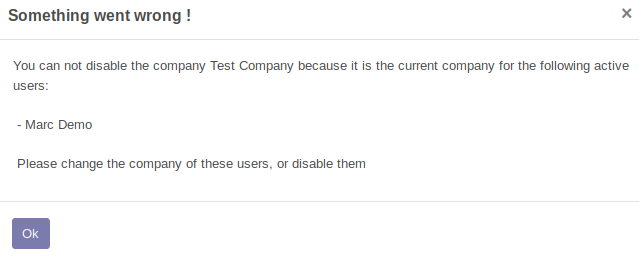 Something went wrong !
×
You can not disable the company Test Company because it is the current company for the following active
users:
- Marc Demo
Please change the company of these users, or disable them
Ok